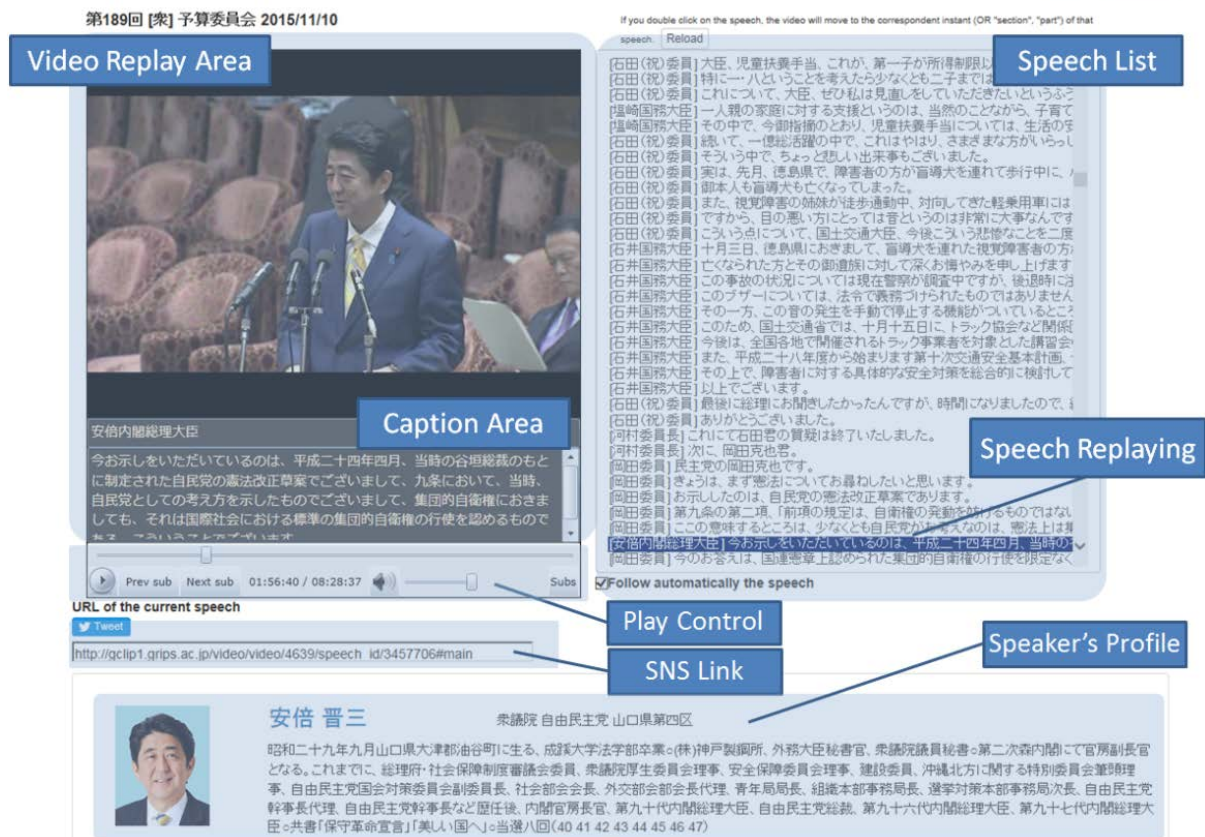 第189回 [衆] 予算委員会 2015/11/10
If you double click on the speech, the video will move to the correspondent instant (OR "section", "part") of that
speech. Reload
Video Replay Area
Speech List
[石田(祝)委員] 大臣、児童扶養手当、これが、第一子が所得制限以
[石田(祝)委員] 特に一・八ということを考えたら少なくとも二子までは
[石田(祝)委員] これについて、大臣、ぜひ私は見直しをしていただきたいというふう
[塩崎国務大臣] 一人親の家庭に対する支援というのは、当然のことながら、子育て
[塩崎国務大臣] その中で、今御指摘のとおり、児童扶養手当については、生活の安
[石田(祝)委員] 続いて、一億総活躍の中で、これはやはり、さまざまな方がいらっし
[石田(祝)委員] そういう中で、ちょっと悲しい出来事もございました。
[石田(祝)委員] 実は、先月、徳島県で、障害者の方が盲導犬を連れて歩行中に、
[石田(祝)委員] 御本人も盲導犬も亡くなってしまった。
[石田(祝)委員] また、視覚障害の姉妹が徒歩通勤中、対向してきた軽乗用車には
[石田(祝)委員] ですから、目の悪い方にとっては音というのは非常に大事なんです
[石田(祝)委員] こういう点について、国土交通大臣、今後こういう悲惨なことを二度
[石井国務大臣] 十月三日、徳島県におきまして、盲導犬を連れた視覚障害者の方
[石井国務大臣] 亡くなられた方とその御遺族に対して深くお悔やみを申し上げます
[石井国務大臣] この事故の状況については現在警察が調査中ですが、後退時に
[石井国務大臣] このブザーについては、法令で義務づけられたものではありません
[石井国務大臣] その一方、この音の発生を手動で停止する機能がついているところ
[石井国務大臣] このため、国土交通省では、十月十五日に、トラック協会など関係
[石井国務大臣] 今後は、全国各地で開催されるトラック事業者を対象とした講習会
[石井国務大臣] また、平成二十八年度から始まります第十次交通安全基本計画、
[石井国務大臣] その上で、障害者に対する具体的な安全対策を総合的に検討して
[石井国務大臣] 以上でございます。
[石田(祝)委員] 最後に総理にお聞きしたかったんですが、時間になりましたので、
[石田(祝)委員] ありがとうございました。
[河村委員長] これにて石田君の質疑は終了いたしました。
[河村委員長] 次に、岡田克也君。
[岡田委員] 民主党の岡田克也です。
[岡田委員] きょうは、まず憲法についてお尋ねしたいと思います。
[岡田委員] お示ししたのは、自民党の憲法改正草案であります。
[岡田委員] 第九条の第二項、「前項の規定は、自衛権の発動を妨げるものではない
[岡田委員] ここの意味するところは、少なくとも自民党がお考えなのは、憲法上は集
[安倍内閣総理大臣] 今お示しをいただいているのは、平成二十四年四月、当時の
[岡田委員] 今のお答えは、国連憲章上認められた集団的自衛権の行使を限定なく
Speech Replaying
Follow automatically the speech
Caption Area
安倍内閣総理大臣
今お示しをいただいているのは、平成二十四年四月、当時の谷垣総裁のもと
に制定された自民党の憲法改正草案でございまして、九条において、当時、
自民党としての考え方を示したものでございまして、集団的自衛権におきま
しても、それは国際社会における標準の集団的自衛権の行使を認めるもので
ある、こういうことでございます
Prev sub Next sub 01:56:40 / 08:28:37 Subs
Play Control
URL of the current speech
Tweet
http://gclip1.grips.ac.jp/video/video/4639/speech_id/3457706#main
SNS Link
Speaker's Profile
安倍 晋三 衆議院 自由民主党 山口県第四区
昭和二十九年九月山口県大津郡油谷町に生る、成蹊大学法学部卒業○(株)神戸製鋼所、外務大臣秘書官、衆議院議員秘書○第二次森内閣にて官房副長官
となる。これまでに、総理府・社会保障制度審議会委員、衆議院厚生委員会理事、安全保障委員会理事、建設委員、沖縄北方に関する特別委員会筆頭理
事、自由民主党国会対策委員会副委員長、社会部会会長、外交部会部会長代理、青年局局長、組織本部事務局長、選挙対策本部事務局次長、自由民主党
幹事長代理、自由民主党幹事長など歴任後、内閣官房長官、第九十代内閣総理大臣、自由民主党総裁、第九十六代内閣総理大臣、第九十七代内閣総理大
臣○共書「保守革命宣言」「美しい国へ」○当選八回(40 41 42 43 44 45 46 47)